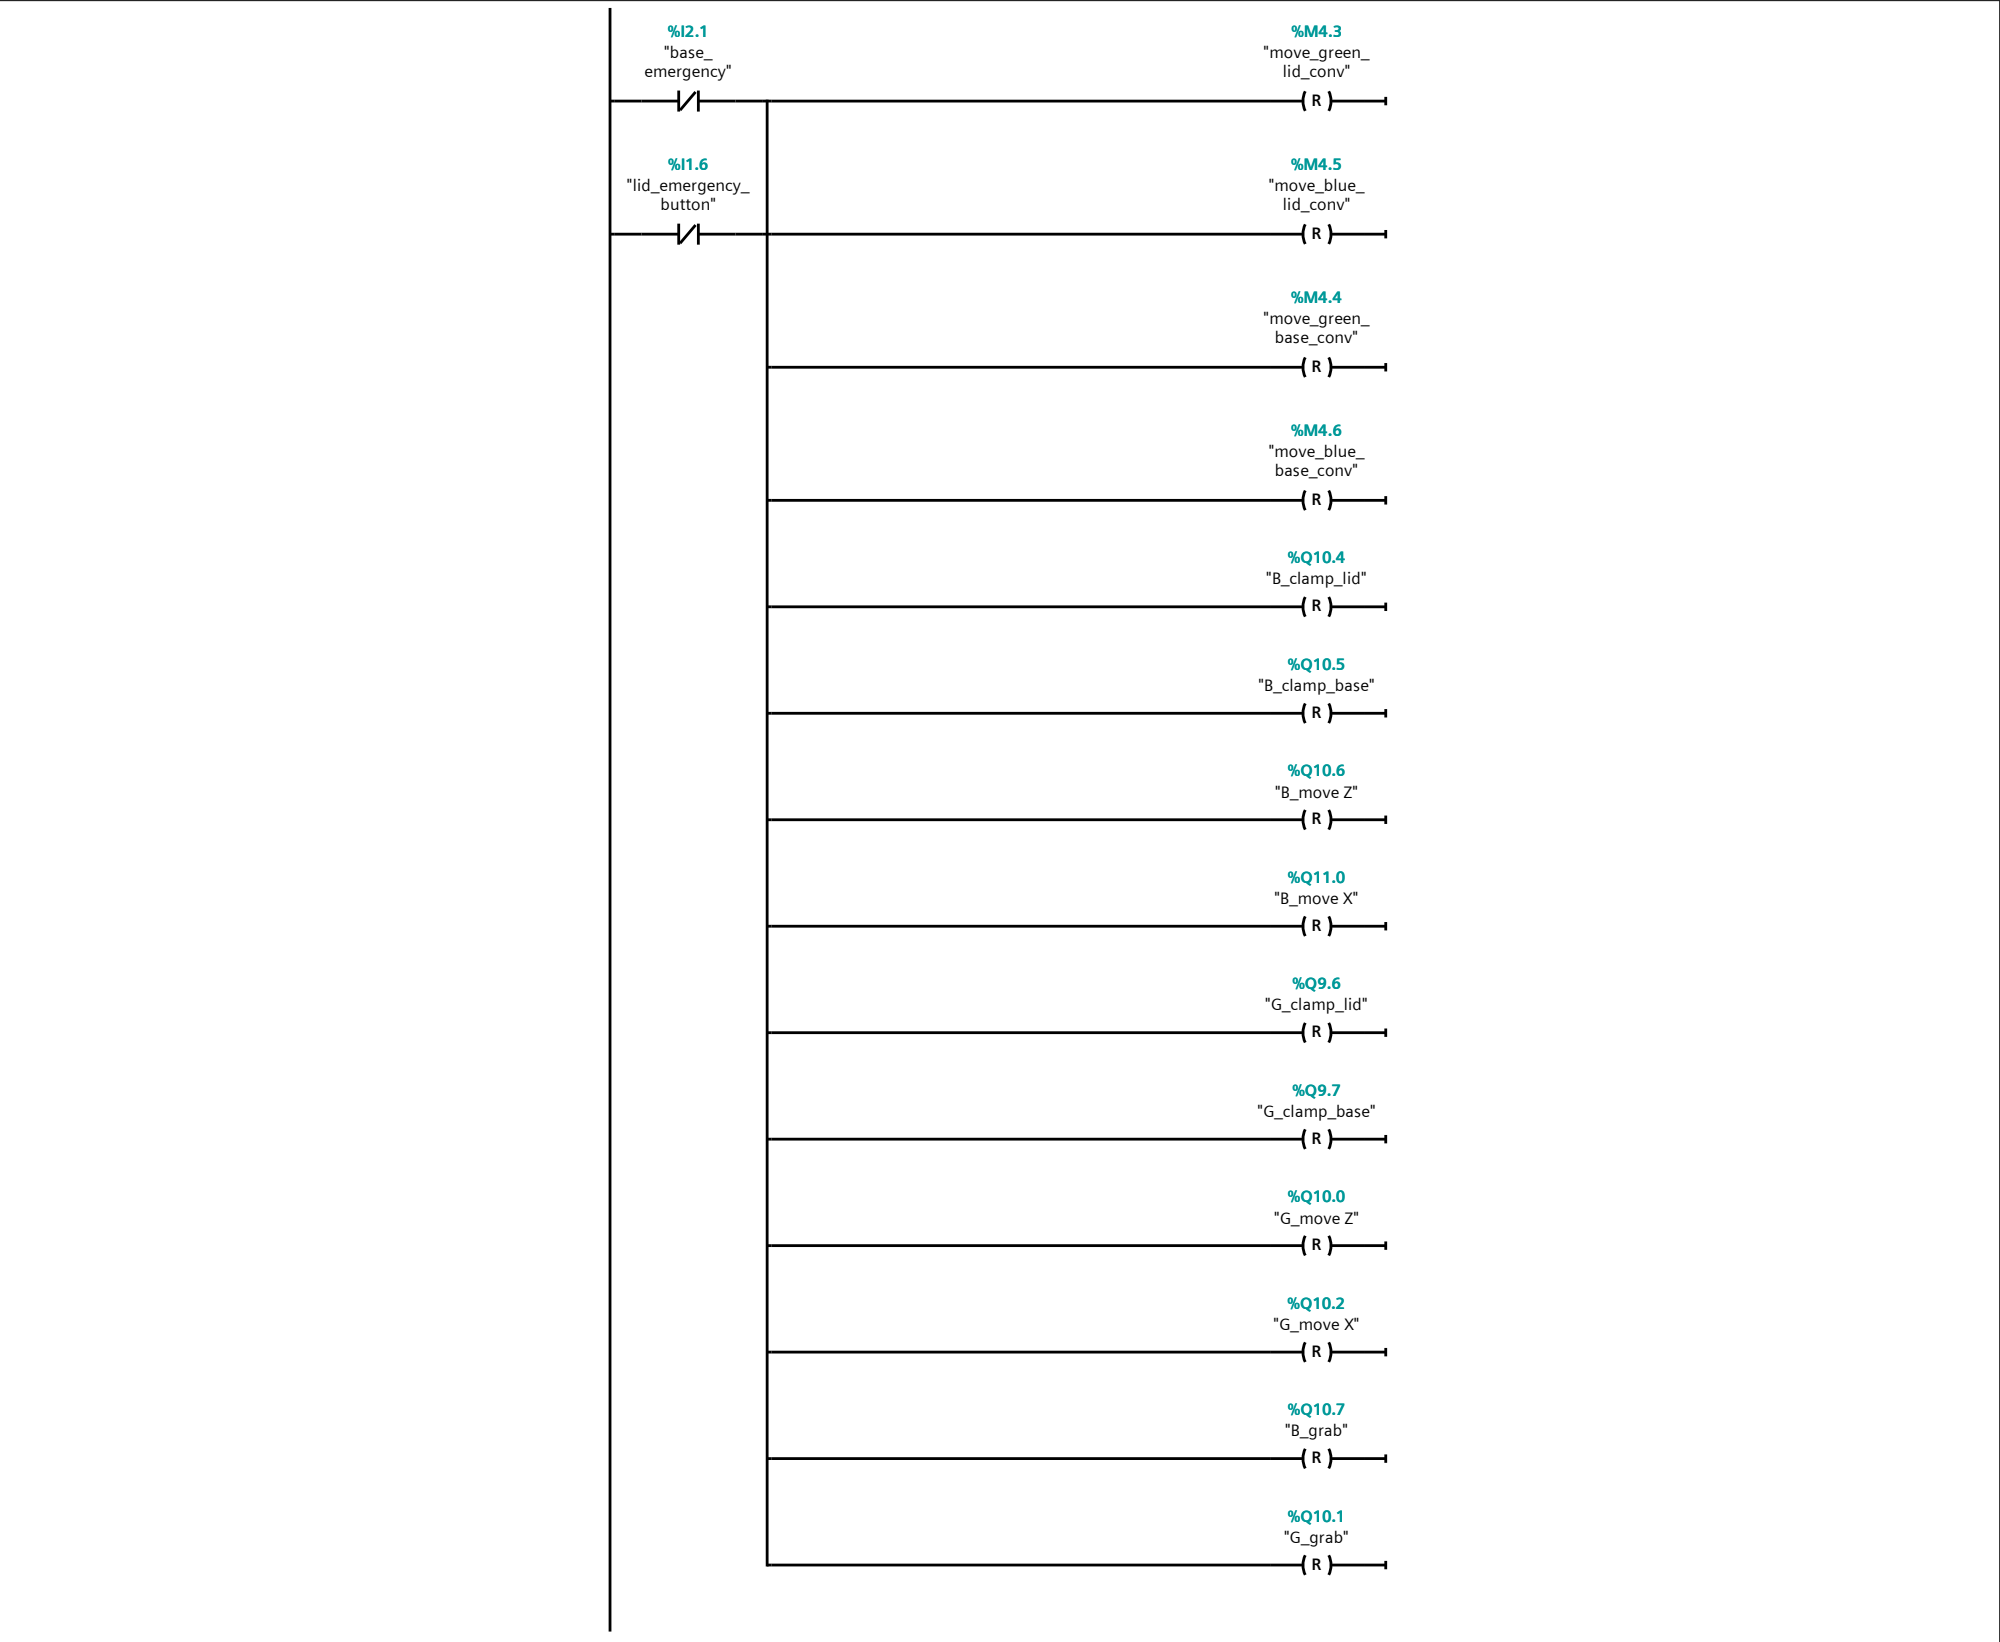 %I2.1
"base_
emergency"
%M4.3
"move_green_
lid_conv"
R
%I1.6
"lid_emergency_
button"
%M4.5
"move_blue_
lid_conv"
R
%M4.4
"move_green_
base_conv"
R
%M4.6
"move_blue_
base_conv"
R
%Q10.4
"B_clamp_lid"
R
%Q10.5
"B_clamp_base"
R
%Q10.6
"B_move Z"
R
%Q11.0
"B_move X"
R
%Q9.6
"G_clamp_lid"
R
%Q9.7
"G_clamp_base"
R
%Q10.0
"G_move Z"
R
%Q10.2
"G_move X"
R
%Q10.7
"B_grab"
R
%Q10.1
"G_grab"
R